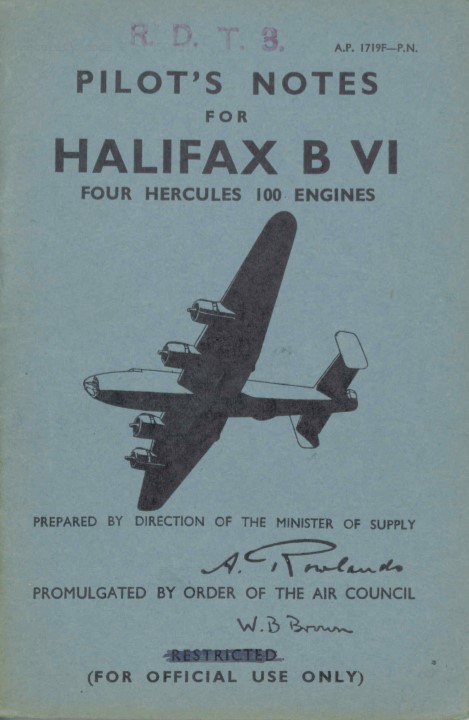 R. D. T. 3.
A.P. 1719F—P.N.
PILOT'S NOTES
FOR
HALIFAX B VI
FOUR HERCULES 100 ENGINES
PREPARED BY DIRECTION OF THE MINISTER OF SUPPLY
A. Rowlands
PROMULGATED BY ORDER OF THE AIR COUNCIL
W. B Brown
RESTRICTED
(FOR OFFICIAL USE ONLY)